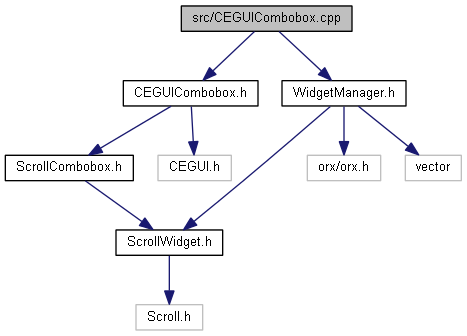 src/CEGUICombobox.cpp
CEGUICombobox.h
WidgetManager.h
ScrollCombobox.h
CEGUI.h
orx/orx.h
vector
ScrollWidget.h
Scroll.h